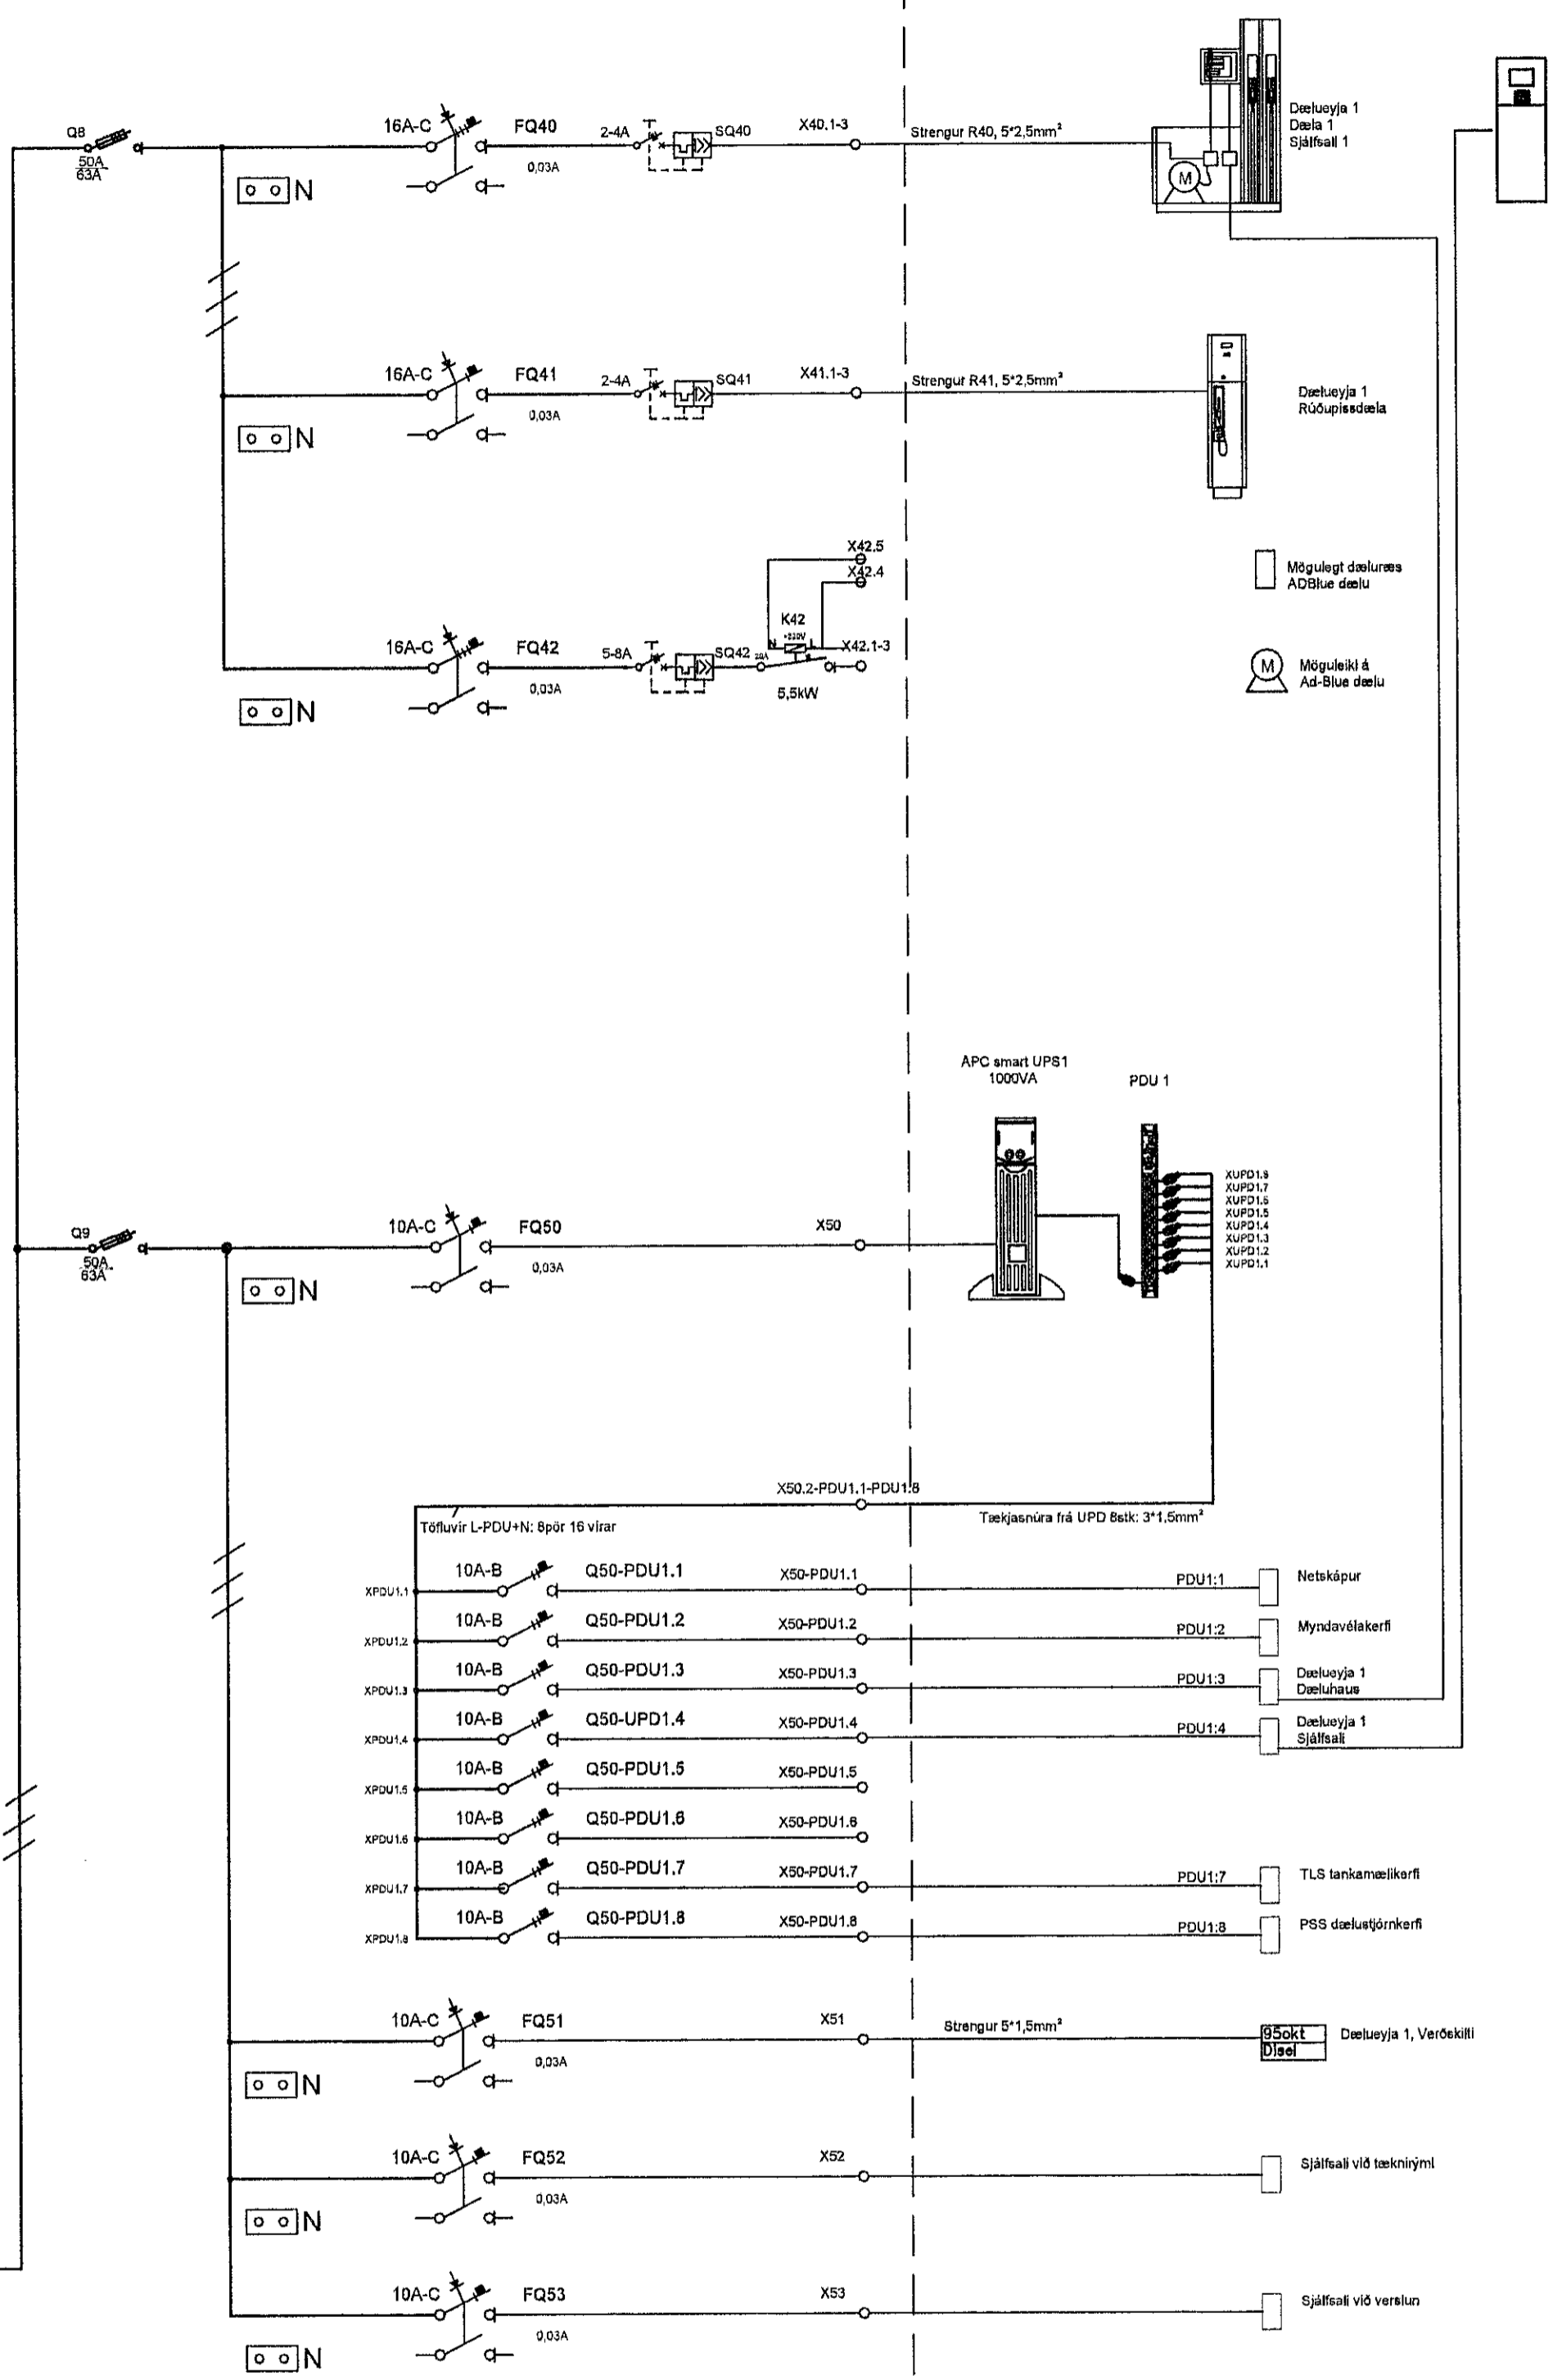 Q8
50A
63A
16A-C
FQ40
0,03A
2-4A
SQ40
X40.1-3
Strengur R40, 5*2,5mm²
M
Dælueyja 1
Dæla 1
Sjálfsali 1
N
16A-C
FQ41
0,03A
2-4A
SQ41
X41.1-3
Strengur R41, 5*2,5mm²
Dælueyja 1
Rúðupissdæla
N
X42.5
X42.4
K42
N
~230V
L
X42.1-3
16A-C
FQ42
0,03A
5-8A
SQ42
20A
5,5kW
N
Mögulegt dæluræs
ADBlue dælu
M
Möguleiki á
Ad-Blue dælu
APC smart UPS1
1000VA
PDU 1
XUPD1.8
XUPD1.7
XUPD1.6
XUPD1.5
XUPD1.4
XUPD1.3
XUPD1.2
XUPD1.1
Q9
50A
63A
10A-C
FQ50
0,03A
X50
N
X50.2-PDU1.1-PDU1.8
Töfluvír L-PDU+N: 8pör 16 vírar
Tækjasnúra frá UPD 8stk: 3*1,5mm²
XPDU1.1
10A-B
Q50-PDU1.1
X50-PDU1.1
PDU1:1
Netskápur
XPDU1.2
10A-B
Q50-PDU1.2
X50-PDU1.2
PDU1:2
Myndavélakerfi
XPDU1.3
10A-B
Q50-PDU1.3
X50-PDU1.3
PDU1:3
Dælueyja 1
Dæluhaus
XPDU1.4
10A-B
Q50-UPD1.4
X50-PDU1.4
PDU1:4
Dælueyja 1
Sjálfsali
XPDU1.5
10A-B
Q50-PDU1.5
X50-PDU1.5
XPDU1.6
10A-B
Q50-PDU1.6
X50-PDU1.6
XPDU1.7
10A-B
Q50-PDU1.7
X50-PDU1.7
PDU1:7
TLS tankamælikerfi
XPDU1.8
10A-B
Q50-PDU1.8
X50-PDU1.8
PDU1:8
PSS dælustjórnkerfi
10A-C
FQ51
0,03A
X51
Strengur 5*1,5mm²
95okt
Dísel
Dælueyja 1, Verðskilti
N
10A-C
FQ52
0,03A
X52
Sjálfsali við tæknirými
N
10A-C
FQ53
0,03A
X53
Sjálfsali við verslun
N